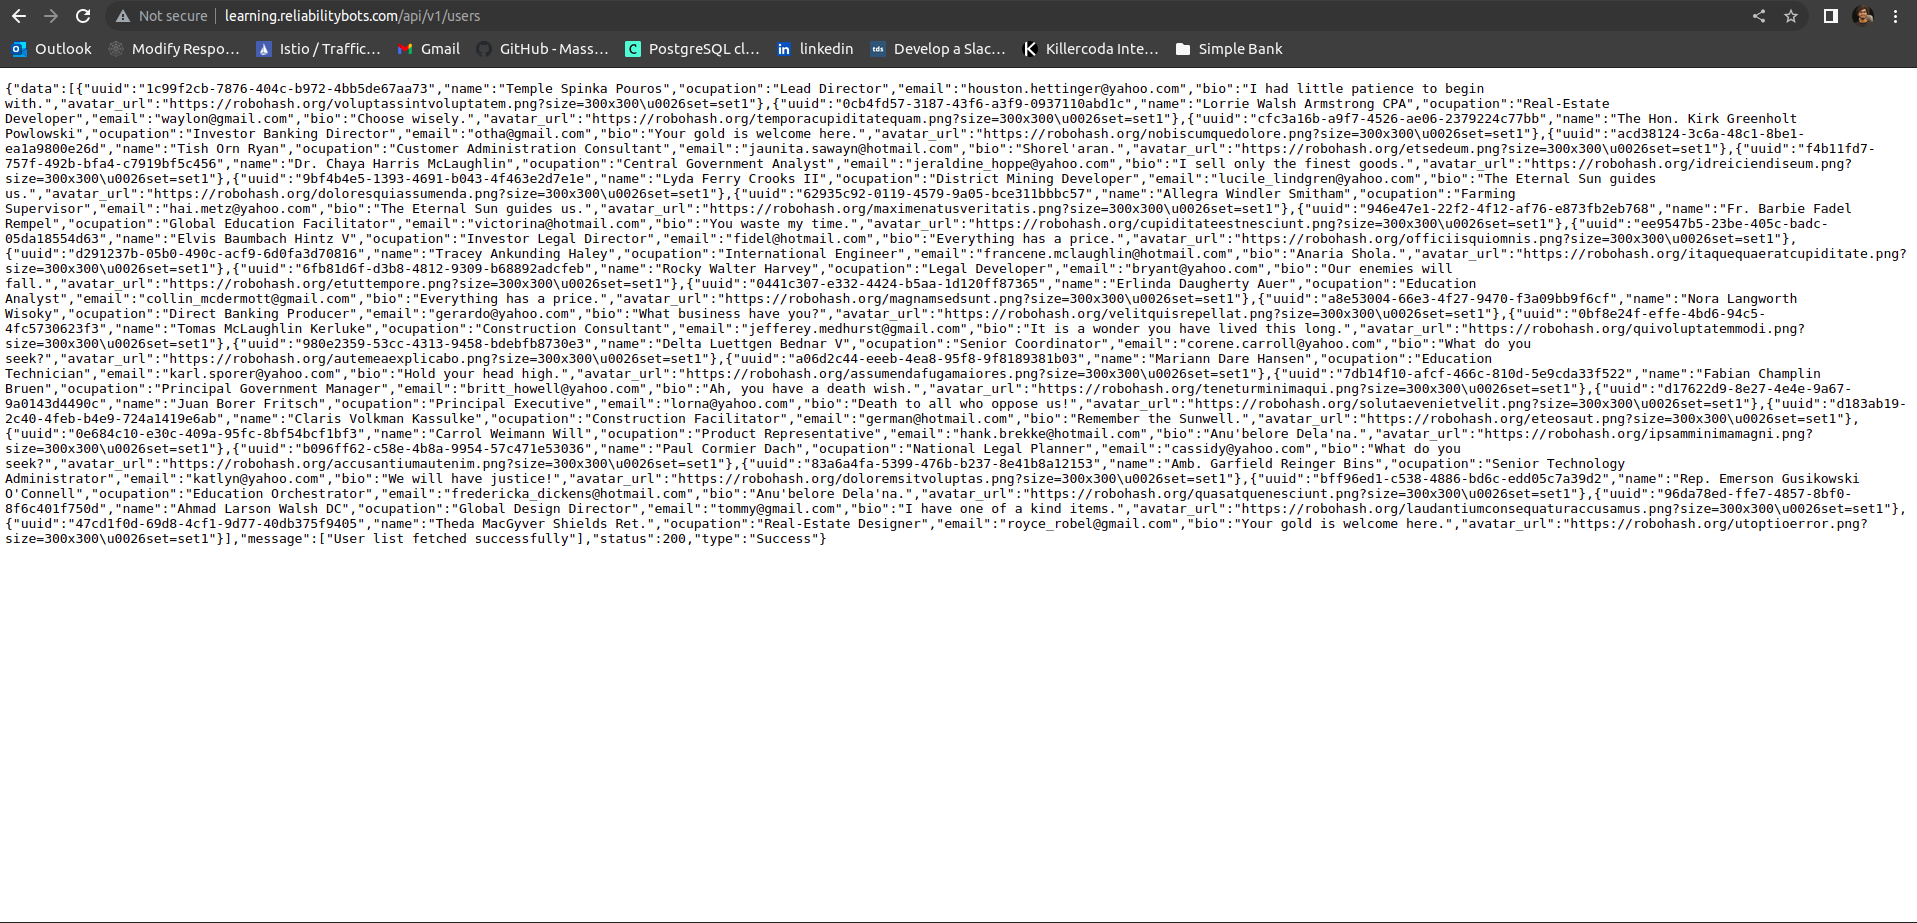 Not secure | learning.reliabilitybots.com/api/v1/users
Outlook Modify Respo... Istio / Traffic... Gmail GitHub - Mass... PostgreSQL cl... linkedin Develop a Slac... Killercoda Inte... Simple Bank
{"data":[{"uuid":"1c99f2cb-7876-404c-b972-4bb5de67aa73","name":"Temple Spinka Pouros","ocupation":"Lead Director","email":"houston.hettinger@yahoo.com","bio":"I had little patience to begin
with.","avatar_url":"https://robohash.org/voluptassintvoluptatem.png?size=300x300\u0026set=set1"},{"uuid":"0cb4fd57-3187-43f6-a3f9-0937110abd1c","name":"Lorrie Walsh Armstrong CPA","ocupation":"Real-Estate
Developer","email":"waylon@gmail.com","bio":"Choose wisely.","avatar_url":"https://robohash.org/temporacupiditatequam.png?size=300x300\u0026set=set1"},{"uuid":"cfc3a16b-a9f7-4526-ae06-2379224c77bb","name":"The Hon. Kirk Greenholt
Powlowski","ocupation":"Investor Banking Director","email":"otha@gmail.com","bio":"Your gold is welcome here.","avatar_url":"https://robohash.org/nobiscumquedolore.png?size=300x300\u0026set=set1"},{"uuid":"acd38124-3c6a-48c1-8be1-
ea1a9800e26d","name":"Tish Orn Ryan","ocupation":"Customer Administration Consultant","email":"jaunita.sawayn@hotmail.com","bio":"Shorel'aran.","avatar_url":"https://robohash.org/etsedeum.png?size=300x300\u0026set=set1"},{"uuid":"f4b11fd7-
757f-492b-bfa4-c7919bf5c456","name":"Dr. Chaya Harris McLaughlin","ocupation":"Central Government Analyst","email":"jeraldine_hoppe@yahoo.com","bio":"I sell only the finest goods.","avatar_url":"https://robohash.org/idreiciendiseum.png?
size=300x300\u0026set=set1"},{"uuid":"9bf4b4e5-1393-4691-b043-4f463e2d7e1e","name":"Lyda Ferry Crooks II","ocupation":"District Mining Developer","email":"lucile_lindgren@yahoo.com","bio":"The Eternal Sun guides
us.","avatar_url":"https://robohash.org/doloresquiassumenda.png?size=300x300\u0026set=set1"},{"uuid":"62935c92-0119-4579-9a05-bce311bbbc57","name":"Allegra Windler Smitham","ocupation":"Farming
Supervisor","email":"hai.metz@yahoo.com","bio":"The Eternal Sun guides us.","avatar_url":"https://robohash.org/maximenatusveritatis.png?size=300x300\u0026set=set1"},{"uuid":"946e47e1-22f2-4f12-af76-e873fb2eb768","name":"Fr. Barbie Fadel
Rempel","ocupation":"Global Education Facilitator","email":"victorina@hotmail.com","bio":"You waste my time.","avatar_url":"https://robohash.org/cupiditateestnesciunt.png?size=300x300\u0026set=set1"},{"uuid":"ee9547b5-23be-405c-badc-
05da18554d63","name":"Elvis Baumbach Hintz V","ocupation":"Investor Legal Director","email":"fidel@hotmail.com","bio":"Everything has a price.","avatar_url":"https://robohash.org/officiisquiomnis.png?size=300x300\u0026set=set1"},
{"uuid":"d291237b-05b0-490c-acf9-6d0fa3d70816","name":"Tracey Ankunding Haley","ocupation":"International Engineer","email":"francene.mclaughlin@hotmail.com","bio":"Anaria Shola.","avatar_url":"https://robohash.org/itaquequaeratcupiditate.png?
size=300x300\u0026set=set1"},{"uuid":"6fb81d6f-d3b8-4812-9309-b68892adcfeb","name":"Rocky Walter Harvey","ocupation":"Legal Developer","email":"bryant@yahoo.com","bio":"Our enemies will
fall.","avatar_url":"https://robohash.org/etuttempore.png?size=300x300\u0026set=set1"},{"uuid":"0441c307-e332-4424-b5aa-1d120ff87365","name":"Erlinda Daugherty Auer","ocupation":"Education
Analyst","email":"collin_mcdermott@gmail.com","bio":"Everything has a price.","avatar_url":"https://robohash.org/magnamsedsunt.png?size=300x300\u0026set=set1"},{"uuid":"a8e53004-66e3-4f27-9470-f3a09bb9f6cf","name":"Nora Langworth
Wisoky","ocupation":"Direct Banking Producer","email":"gerardo@yahoo.com","bio":"What business have you?","avatar_url":"https://robohash.org/velitquisrepellat.png?size=300x300\u0026set=set1"},{"uuid":"0bf8e24f-effe-4bd6-94c5-
4fc5730623f3","name":"Tomas McLaughlin Kerluke","ocupation":"Construction Consultant","email":"jefferey.medhurst@gmail.com","bio":"It is a wonder you have lived this long.","avatar_url":"https://robohash.org/quivoluptatemmodi.png?
size=300x300\u0026set=set1"},{"uuid":"980e2359-53cc-4313-9458-bdebfb8730e3","name":"Delta Luettgen Bednar V","ocupation":"Senior Coordinator","email":"corene.carroll@yahoo.com","bio":"What do you
seek?","avatar_url":"https://robohash.org/autemeaexplicabo.png?size=300x300\u0026set=set1"},{"uuid":"a06d2c44-eeeb-4ea8-95f8-9f8189381b03","name":"Mariann Dare Hansen","ocupation":"Education
Technician","email":"karl.sporer@yahoo.com","bio":"Hold your head high.","avatar_url":"https://robohash.org/assumendafugamaiores.png?size=300x300\u0026set=set1"},{"uuid":"7db14f10-afcf-466c-810d-5e9cda33f522","name":"Fabian Champlin
Bruen","ocupation":"Principal Government Manager","email":"britt_howell@yahoo.com","bio":"Ah, you have a death wish.","avatar_url":"https://robohash.org/teneturminimaqui.png?size=300x300\u0026set=set1"},{"uuid":"d17622d9-8e27-4e4e-9a67-
9a0143d4490c","name":"Juan Borer Fritsch","ocupation":"Principal Executive","email":"lorna@yahoo.com","bio":"Death to all who oppose us!","avatar_url":"https://robohash.org/solutaevenietvelit.png?size=300x300\u0026set=set1"},{"uuid":"d183ab19-
2c40-4feb-b4e9-724a1419e6ab","name":"Claris Volkman Kassulke","ocupation":"Construction Facilitator","email":"german@hotmail.com","bio":"Remember the Sunwell.","avatar_url":"https://robohash.org/eteosaut.png?size=300x300\u0026set=set1"},
{"uuid":"0e684c10-e30c-409a-95fc-8bf54bcf1bf3","name":"Carrol Weimann Will","ocupation":"Product Representative","email":"hank.brekke@hotmail.com","bio":"Anu'belore Dela'na.","avatar_url":"https://robohash.org/ipsamminimamagni.png?
size=300x300\u0026set=set1"},{"uuid":"b096ff62-c58e-4b8a-9954-57c471e53036","name":"Paul Cormier Dach","ocupation":"National Legal Planner","email":"cassidy@yahoo.com","bio":"What do you
seek?","avatar_url":"https://robohash.org/accusantiumautenim.png?size=300x300\u0026set=set1"},{"uuid":"83a6a4fa-5399-476b-b237-8e41b8a12153","name":"Amb. Garfield Reinger Bins","ocupation":"Senior Technology
Administrator","email":"katlyn@yahoo.com","bio":"We will have justice!","avatar_url":"https://robohash.org/doloremsitvoluptas.png?size=300x300\u0026set=set1"},{"uuid":"bff96ed1-c538-4886-bd6c-edd05c7a39d2","name":"Rep. Emerson Gusikowski
O'Connell","ocupation":"Education Orchestrator","email":"fredericka_dickens@hotmail.com","bio":"Anu'belore Dela'na.","avatar_url":"https://robohash.org/quasatquenesciunt.png?size=300x300\u0026set=set1"},{"uuid":"96da78ed-ffe7-4857-8bf0-
8f6c401f750d","name":"Ahmad Larson Walsh DC","ocupation":"Global Design Director","email":"tommy@gmail.com","bio":"I have one of a kind items.","avatar_url":"https://robohash.org/laudantiumconsequaturaccusamus.png?size=300x300\u0026set=set1"},
{"uuid":"47cd1f0d-69d8-4cf1-9d77-40db375f9405","name":"Theda MacGyver Shields Ret.","ocupation":"Real-Estate Designer","email":"royce_robel@gmail.com","bio":"Your gold is welcome here.","avatar_url":"https://robohash.org/utoptioerror.png?
size=300x300\u0026set=set1"}],"message":["User list fetched successfully"],"status":200,"type":"Success"}